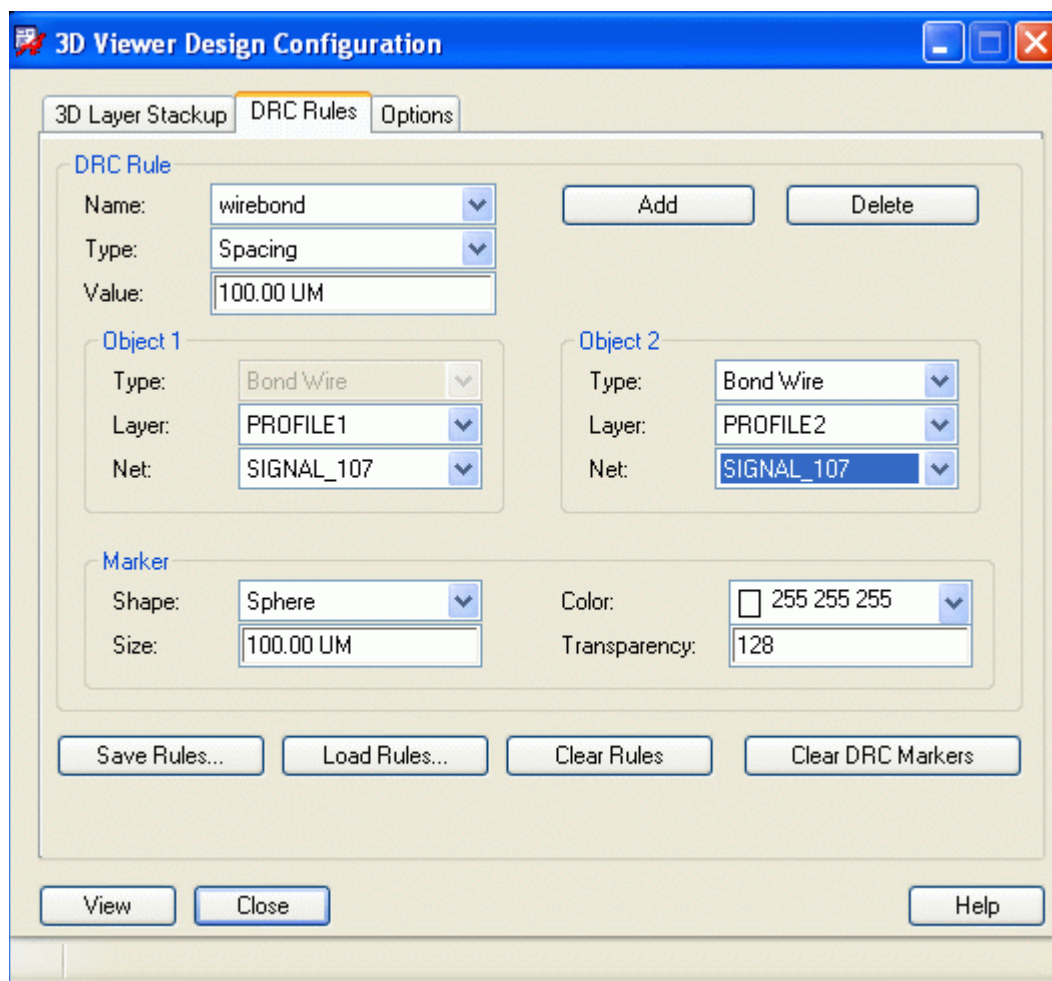 3D Viewer Design Configuration
3D Layer Stackup DRC Rules Options
DRC Rule
Name: wirebond Add Delete
Type: Spacing
Value: 100.00 UM
Object 1 Object 2
Type: Bond Wire Type: Bond Wire
Layer: PROFILE1 Layer: PROFILE2
Net: SIGNAL_107 Net: SIGNAL_107
Marker
Shape: Sphere Color: 255 255 255
Size: 100.00 UM Transparency: 128
Save Rules... Load Rules... Clear Rules Clear DRC Markers
View Close Help